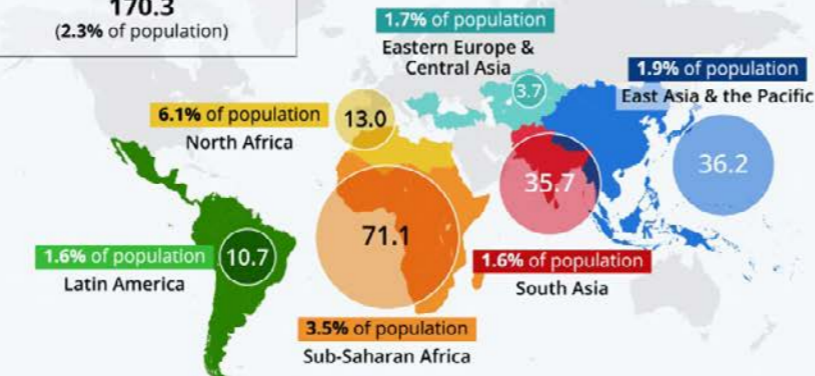 170.3
(2.3% of population)
1.7% of population
Eastern Europe &
Central Asia
3.7
1.9% of population
East Asia & the Pacific
36.2
6.1% of population
North Africa
13.0
35.7
71.1
1.6% of population
Latin America
10.7
1.6% of population
South Asia
3.5% of population
Sub-Saharan Africa